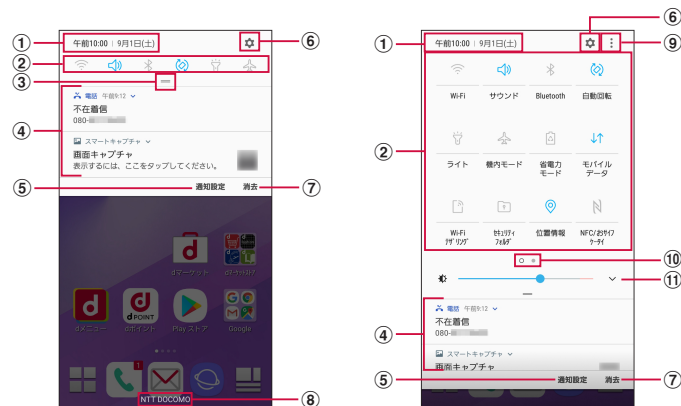 ① 午前10:00 | 9月1日(土) ⑥
②
③
電話 午前9:12
不在着信
080-
④
スマートキャプチャ
画面キャプチャ
表示するには、ここをタップしてください。
⑤ 通知設定 消去 ⑦
d
dマーケット
d d POINT
dメニュー dポイント Play ストア Google
1
NTT DOCOMO ⑧
⑥
① 午前10:00 | 9月1日(土) ⑨
Wi-Fi サウンド Bluetooth 自動回転
②
ライト 機内モード 省電力モード モバイルデータ
Wi-Fiテザリング セキュリティフォルダ 位置情報 NFC/おサイフケータイ
⑩
⑪
電話 午前9:12
不在着信
④ 080-
スマートキャプチャ
画面キャプチャ
⑤ 通知設定 消去 ⑦